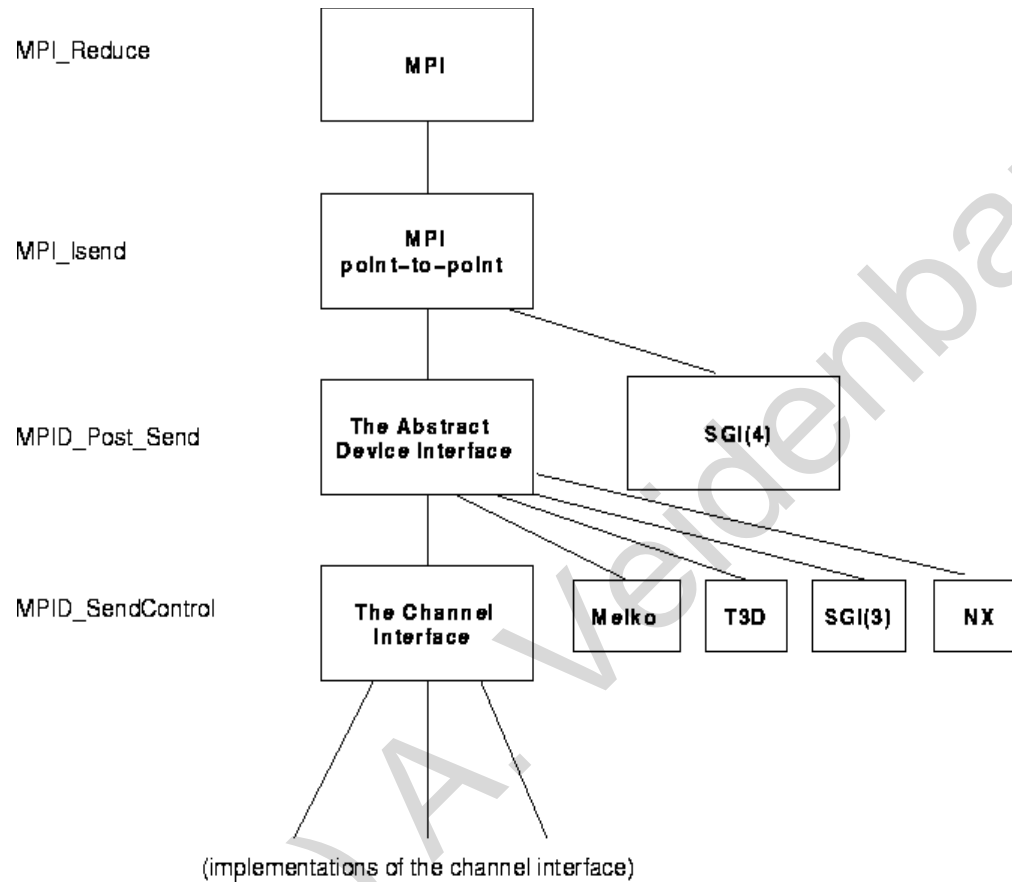 MPI_Reduce
MPI
MPI_Isend
MPI
point-to-point
MPID_Post_Send
The Abstract
Device Interface
SGI(4)
MPID_SendControl
The Channel
Interface
Meiko
T3D
SGI(3)
NX
(implementations of the channel interface)
) A. Veidenba